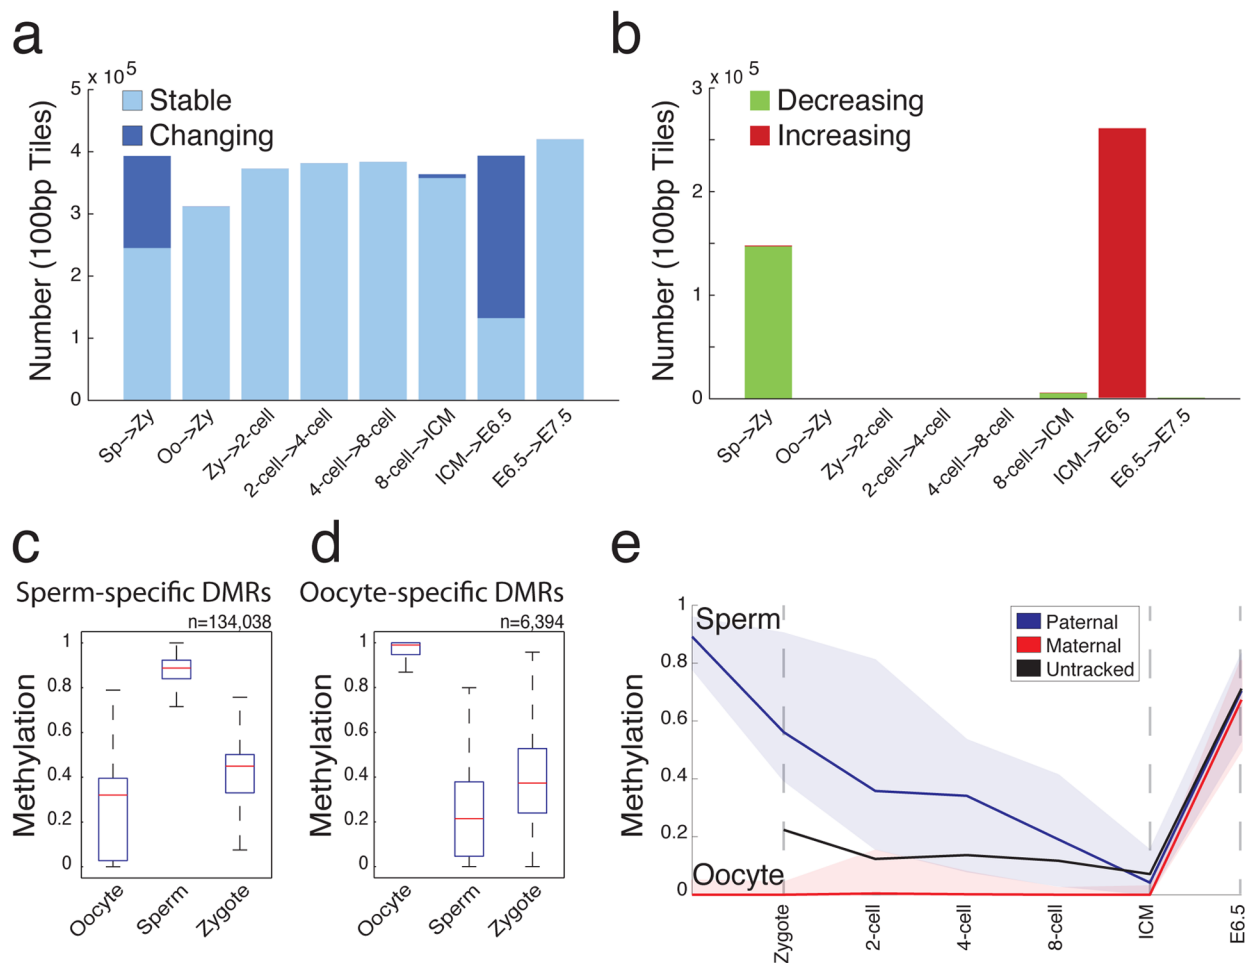 a
x 10^5
Stable
Changing
5
4
3
2
1
0
Number (100bp Tiles)
Sp–>Zy
Oo–>Zy
Zy–>2-cell
2-cell–>4-cell
4-cell–>8-cell
8-cell–>ICM
ICM–>E6.5
E6.5–>E7.5
b
x 10^5
Decreasing
Increasing
3
2
1
0
Number (100bp Tiles)
Sp–>Zy
Oo–>Zy
Zy–>2-cell
2-cell–>4-cell
4-cell–>8-cell
8-cell–>ICM
ICM–>E6.5
E6.5–>E7.5
c
Sperm-specific DMRs
n=134,038
1
0.8
0.6
0.4
0.2
0
Methylation
Oocyte
Sperm
Zygote
d
Oocyte-specific DMRs
n=6,394
1
0.8
0.6
0.4
0.2
0
Methylation
Oocyte
Sperm
Zygote
e
1
0.8
0.6
0.4
0.2
0
Methylation
Sperm
Oocyte
Paternal
Maternal
Untracked
Zygote
2-cell
4-cell
8-cell
ICM
E6.5